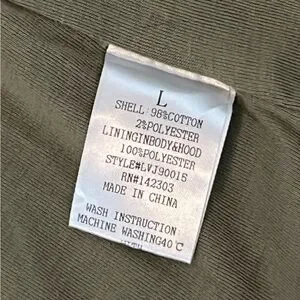 L
SHELL:98%COTTON
2%POLYESTER
LININGINBODY&HOOD
100%POLYESTER
STYLE#LVJ90015
RN#142303
MADE IN CHINA
WASH INSTRUCTION
MACHINE WASHING40℃